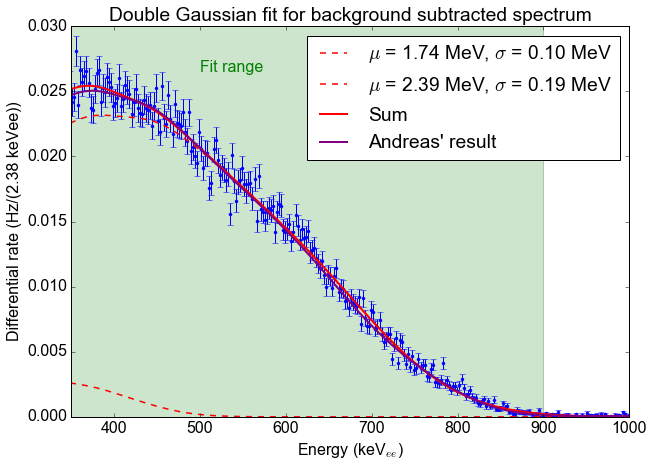 Double Gaussian fit for background subtracted spectrum
0.030
0.025
0.020
0.015
0.010
0.005
0.000
Differential rate (Hz/(2.38 keVee))
Fit range
μ = 1.74 MeV, σ = 0.10 MeV
μ = 2.39 MeV, σ = 0.19 MeV
Sum
Andreas' result
400 500 600 700 800 900 1000
Energy (keVₑₑ)